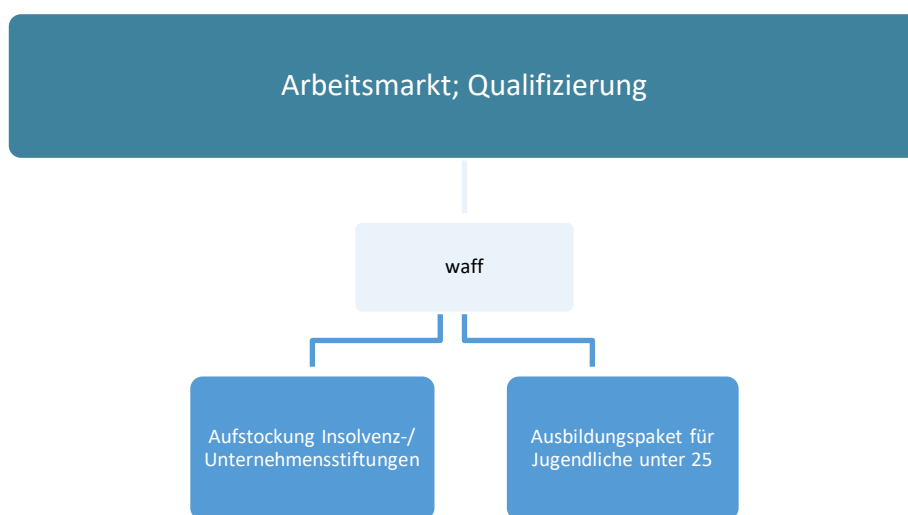 Arbeitsmarkt; Qualifizierung
waff
Aufstockung Insolvenz-/
Unternehmensstiftungen
Ausbildungspaket für
Jugendliche unter 25